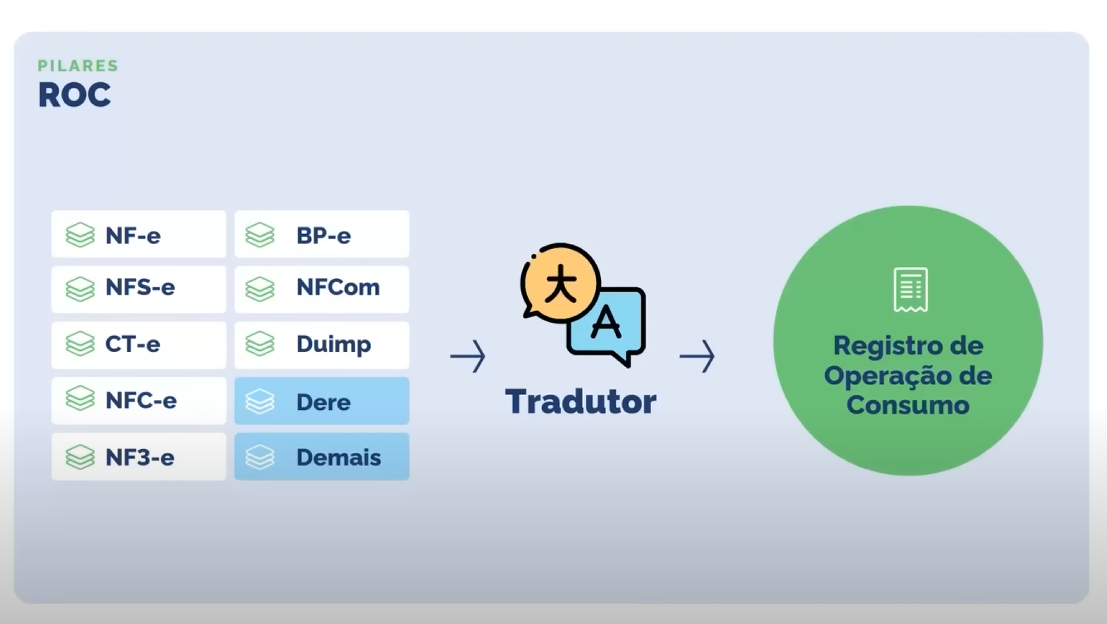 PILARES
ROC
NF-e
BP-e
NFS-e
NFCom
CT-e
Duimp
NFC-e
Dere
NF3-e
Demais
大
A
Tradutor
Registro de
Operação de
Consumo